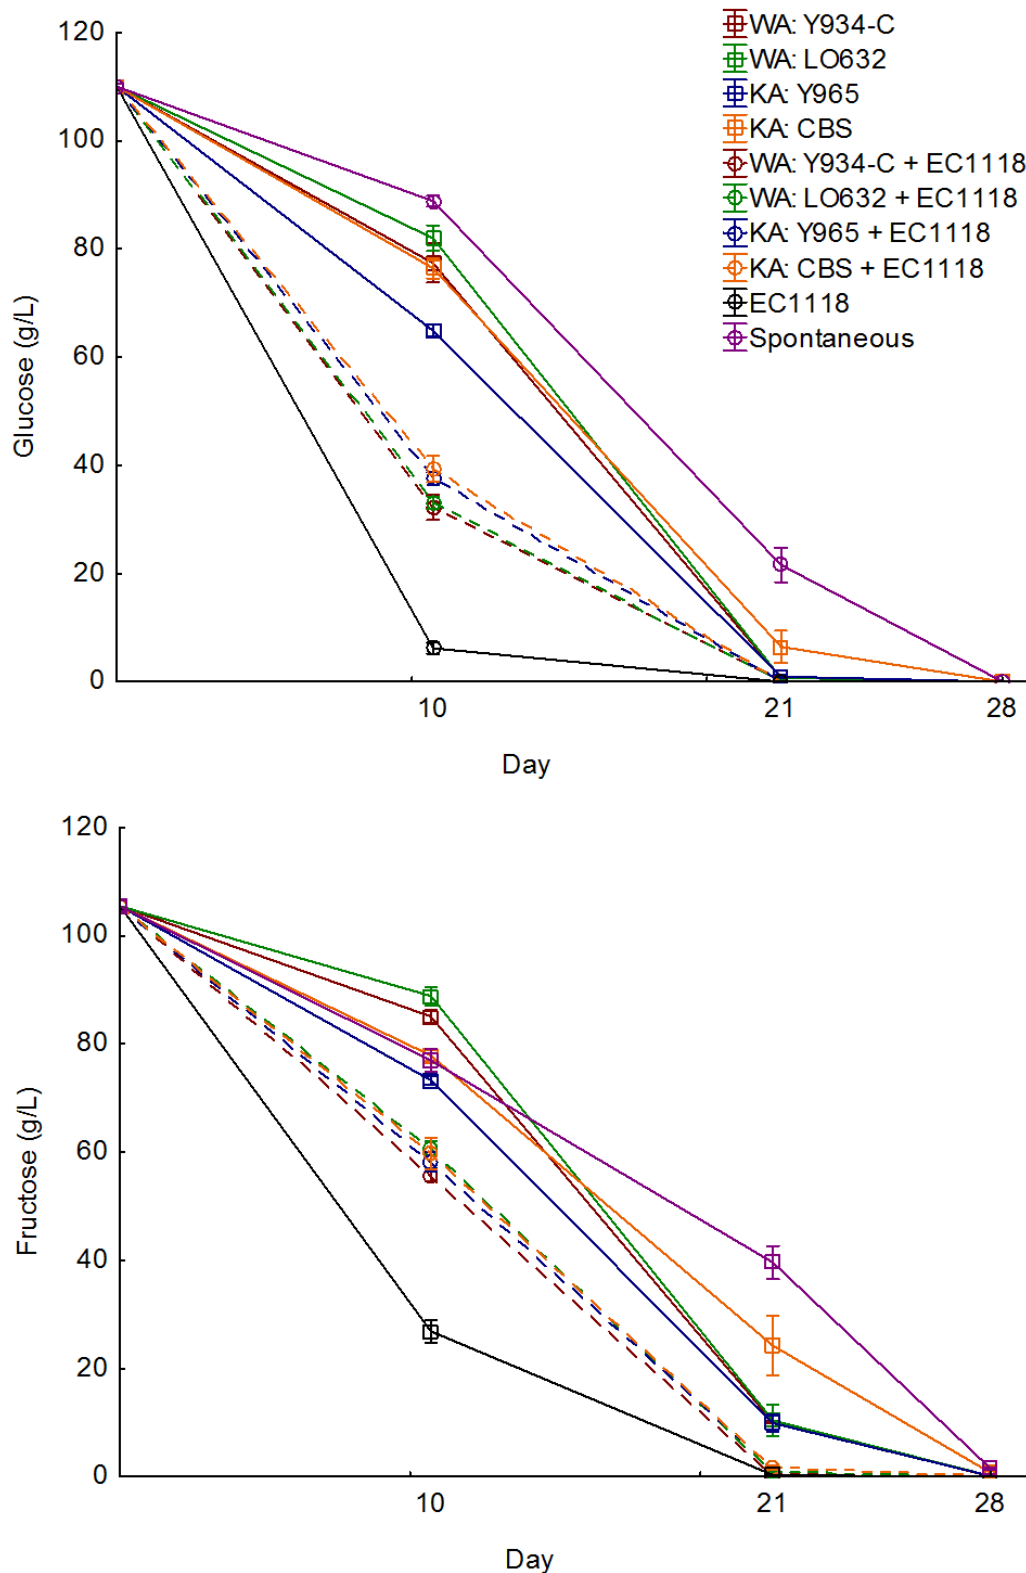 120
100
80
60
40
20
0
Glucose (g/L)
WA: Y934-C
WA: LO632
KA: Y965
KA: CBS
WA: Y934-C + EC1118
WA: LO632 + EC1118
KA: Y965 + EC1118
KA: CBS + EC1118
EC1118
Spontaneous
10 21 28
Day
120
100
80
60
40
20
0
Fructose (g/L)
10 21 28
Day